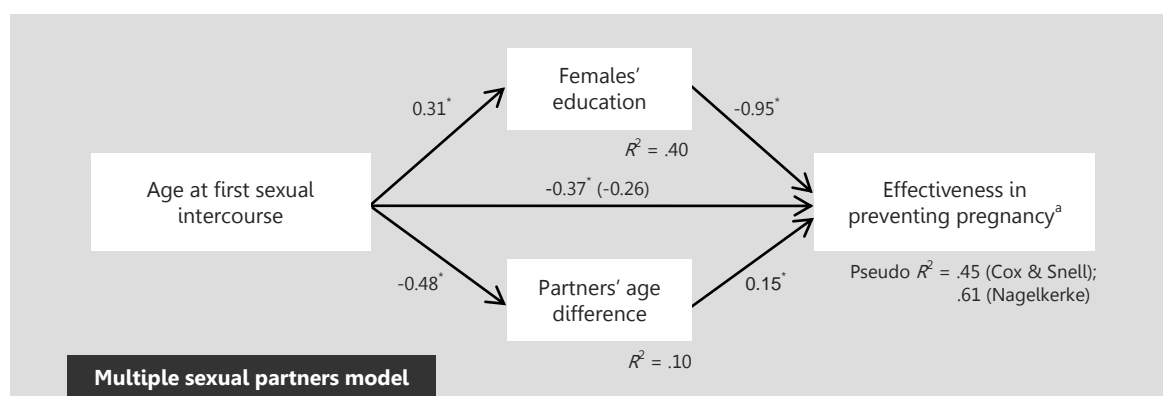 Females’
education
0.31*
-0.95*
R² = .40
Age at first sexual
intercourse
-0.37* (-0.26)
Effectiveness in
preventing pregnancyᵃ
-0.48*
Partners’ age
difference
0.15*
Pseudo R² = .45 (Cox & Snell);
.61 (Nagelkerke)
R² = .10
Multiple sexual partners model